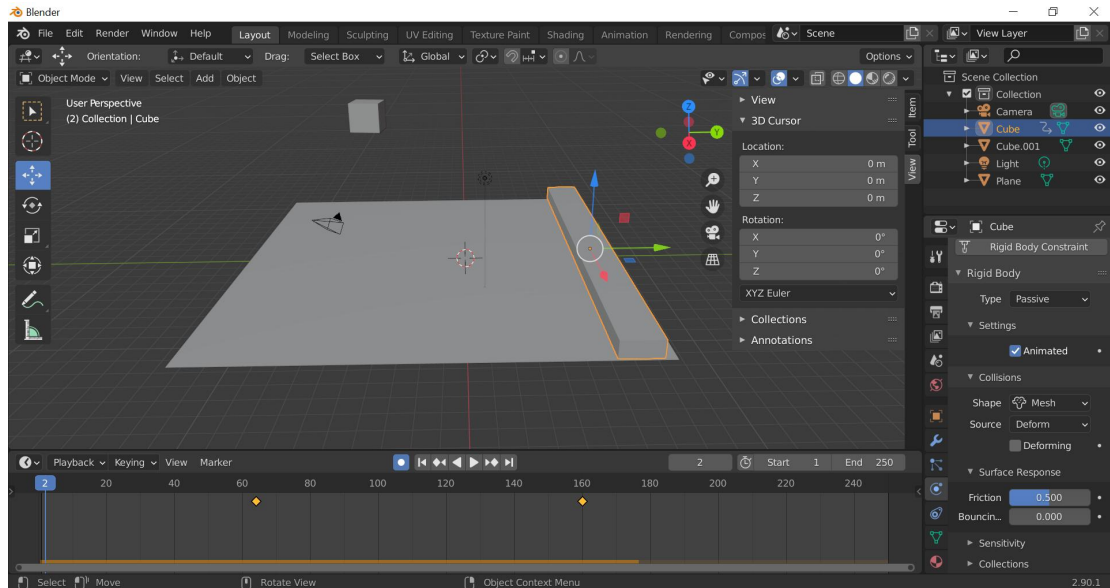 Blender
File Edit Render Window Help Layout Modeling Sculpting UV Editing Texture Paint Shading Animation Rendering Compos Scene View Layer
Orientation: Default Drag: Select Box Global Options
Object Mode View Select Add Object
User Perspective
(2) Collection | Cube
Z
Y
X
View
3D Cursor
Location:
X 0 m
Y 0 m
Z 0 m
Rotation:
X 0°
Y 0°
Z 0°
XYZ Euler
Collections
Annotations
Item
Tool
View
Scene Collection
Collection
Camera
Cube
Cube.001
Light
Plane
Cube
Rigid Body Constraint
Rigid Body
Type Passive
Settings
Animated
Collisions
Shape Mesh
Source Deform
Deforming
Surface Response
Friction 0.500
Bouncin... 0.000
Sensitivity
Collections
Playback Keying View Marker 2 Start 1 End 250
2 20 40 60 80 100 120 140 160 180 200 220 240
Select Move Rotate View Object Context Menu 2.90.1